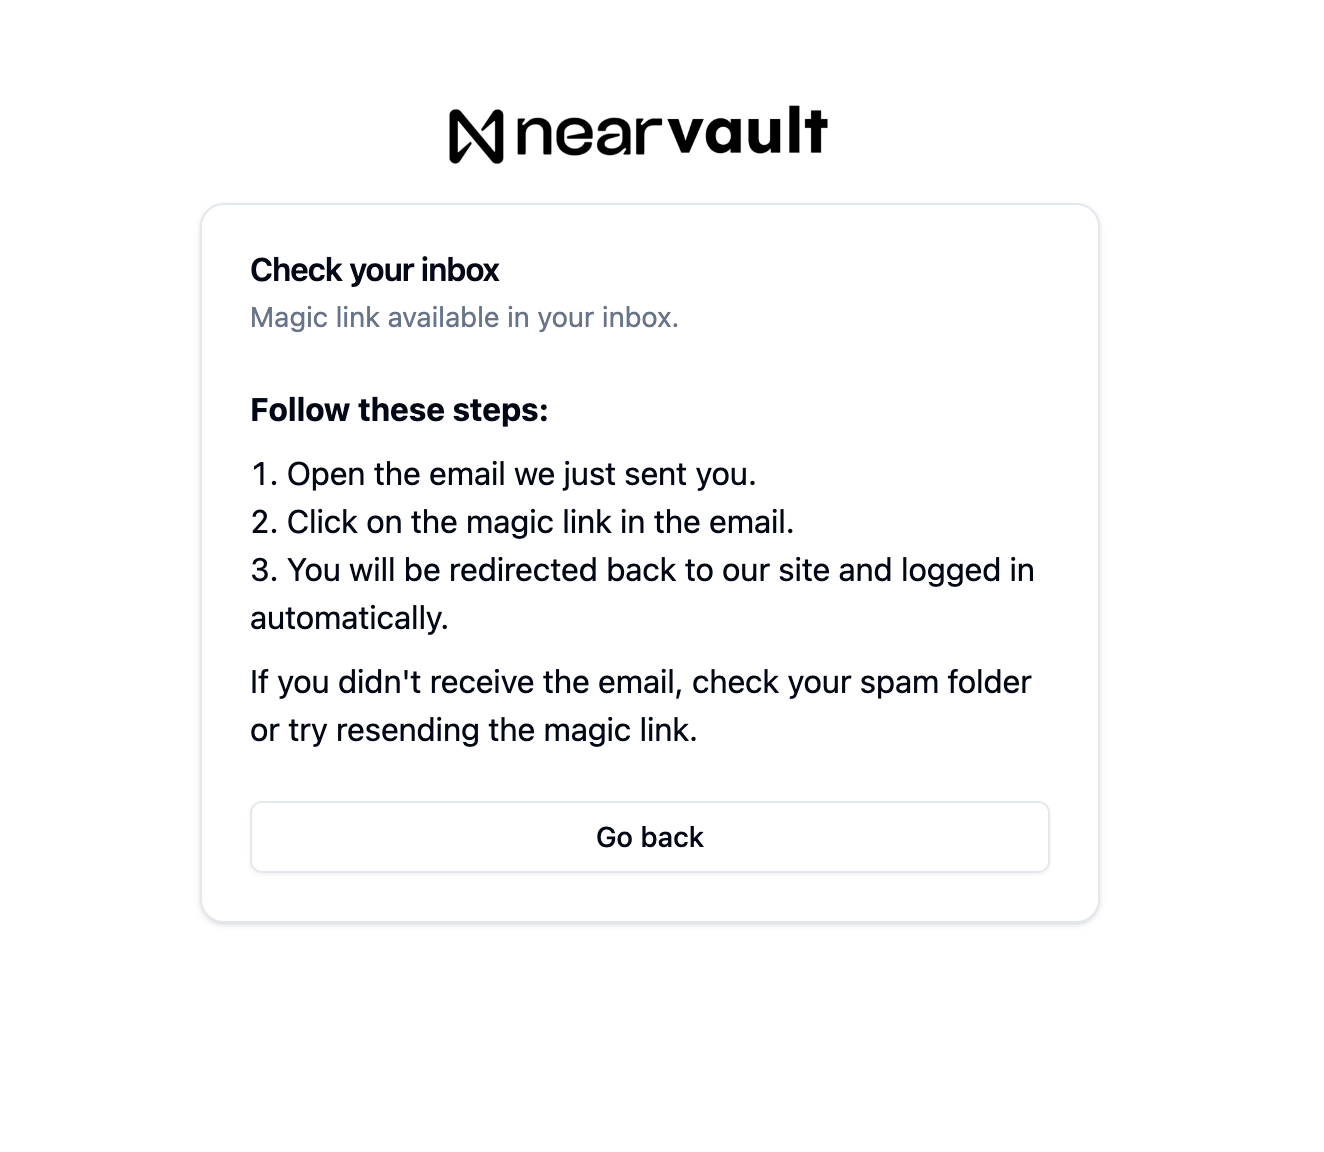 nearvault
Check your inbox
Magic link available in your inbox.
Follow these steps:
1. Open the email we just sent you.
2. Click on the magic link in the email.
3. You will be redirected back to our site and logged in
automatically.
If you didn't receive the email, check your spam folder
or try resending the magic link.
Go back